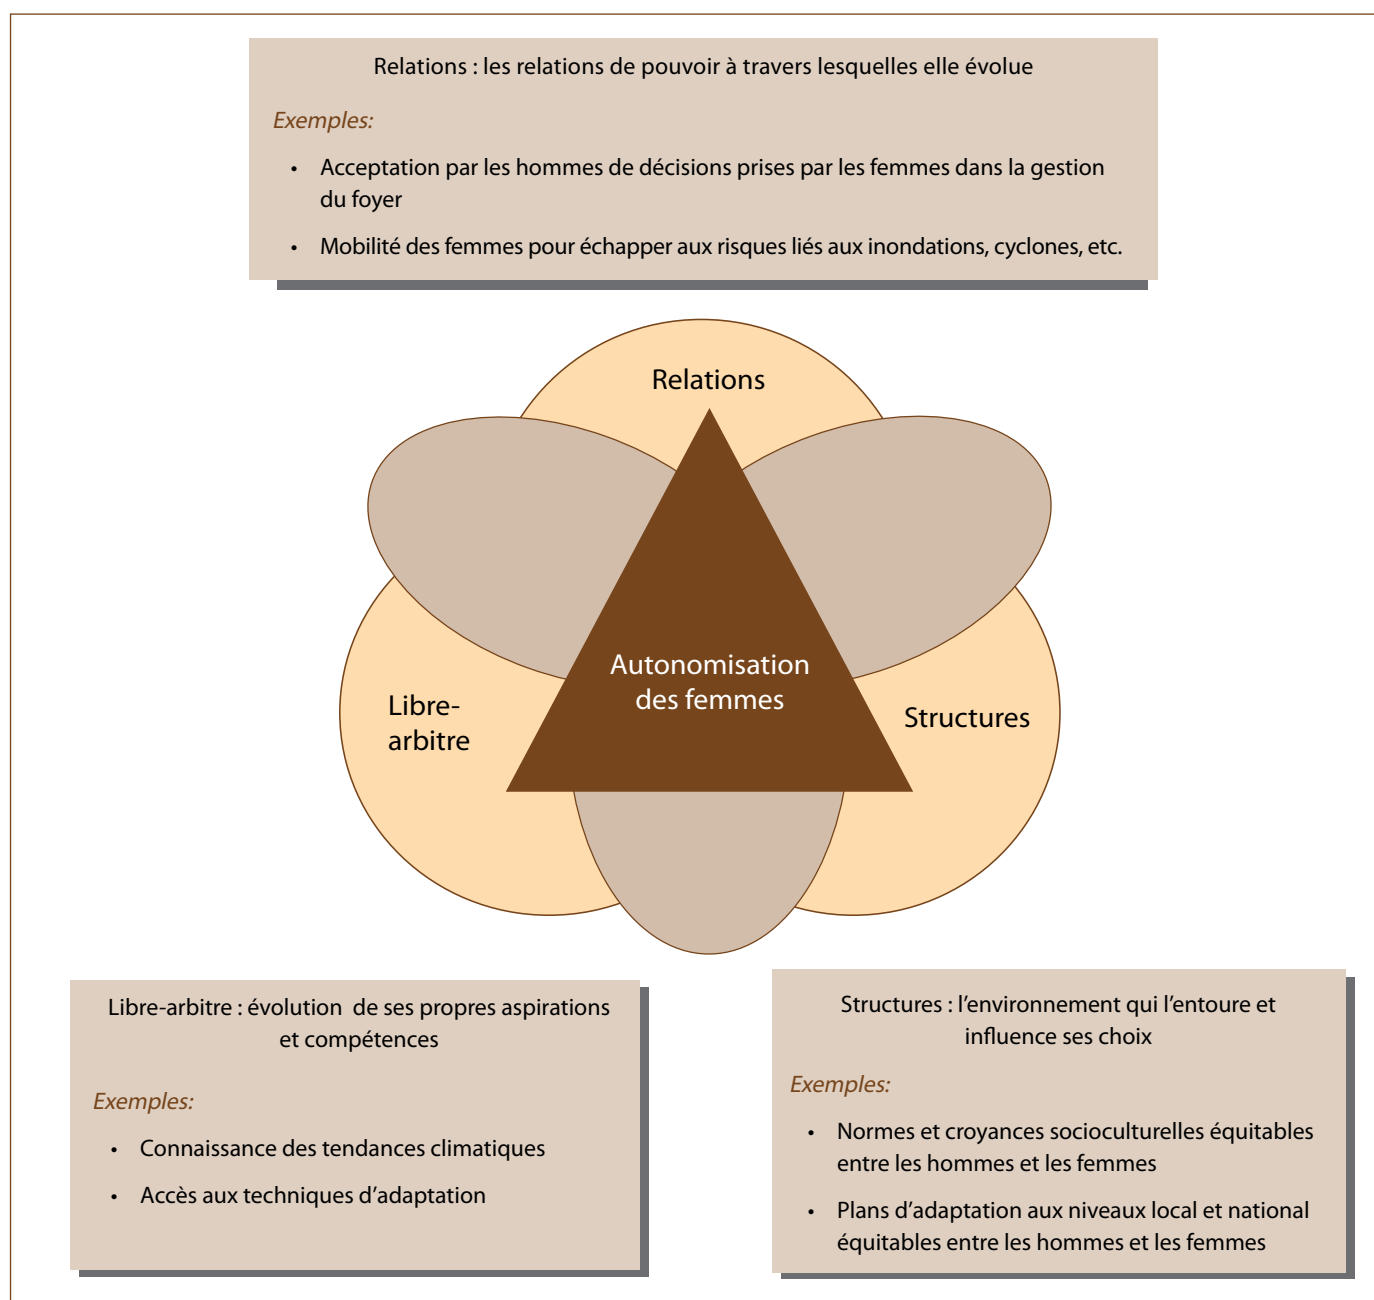 Relations : les relations de pouvoir à travers lesquelles elle évolue
Exemples:
• Acceptation par les hommes de décisions prises par les femmes dans la gestion
du foyer
• Mobilité des femmes pour échapper aux risques liés aux inondations, cyclones, etc.
Relations
Autonomisation
des femmes
Libre-
arbitre
Structures
Libre-arbitre : évolution  de ses propres aspirations
et compétences
Exemples:
• Connaissance des tendances climatiques
• Accès aux techniques d’adaptation
Structures : l’environnement qui l’entoure et
influence ses choix
Exemples:
• Normes et croyances socioculturelles équitables
entre les hommes et les femmes
• Plans d’adaptation aux niveaux local et national
équitables entre les hommes et les femmes